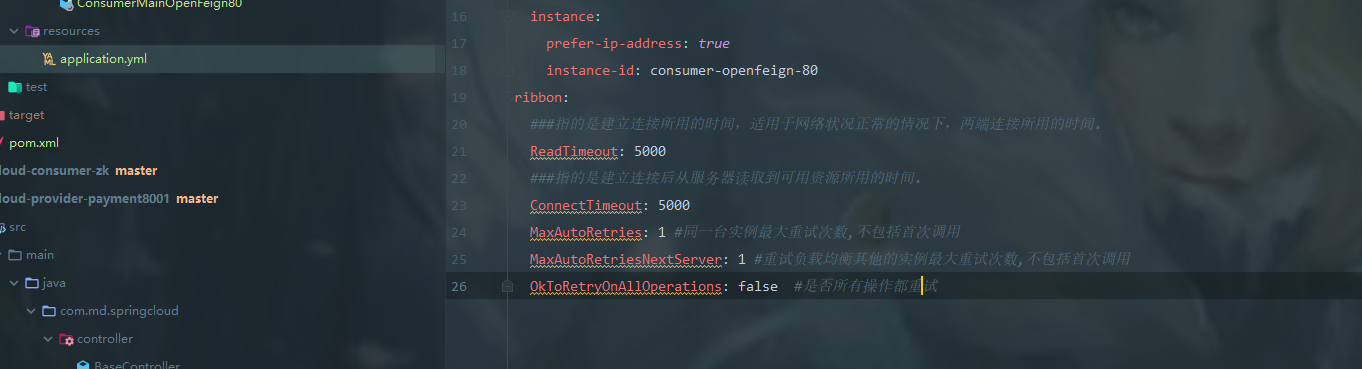 ConsumerMainOpenFeign80
resources
application.yml
test
target
pom.xml
loud-consumer-zk master
loud-provider-payment8001 master
src
main
java
com.md.springcloud
controller
BaseController
16 instance:
17 prefer-ip-address: true
18 instance-id: consumer-openfeign-80
19 ribbon:
20 ###指的是建立连接所用的时间，适用于网络状况正常的情况下，两端连接所用的时间.
21 ReadTimeout: 5000
22 ###指的是建立连接后从服务器读取到可用资源所用的时间.
23 ConnectTimeout: 5000
24 MaxAutoRetries: 1 #同一台实例最大重试次数,不包括首次调用
25 MaxAutoRetriesNextServer: 1 #重试负载均衡其他的实例最大重试次数,不包括首次调用
26 OkToRetryOnAllOperations: false #是否所有操作都重试